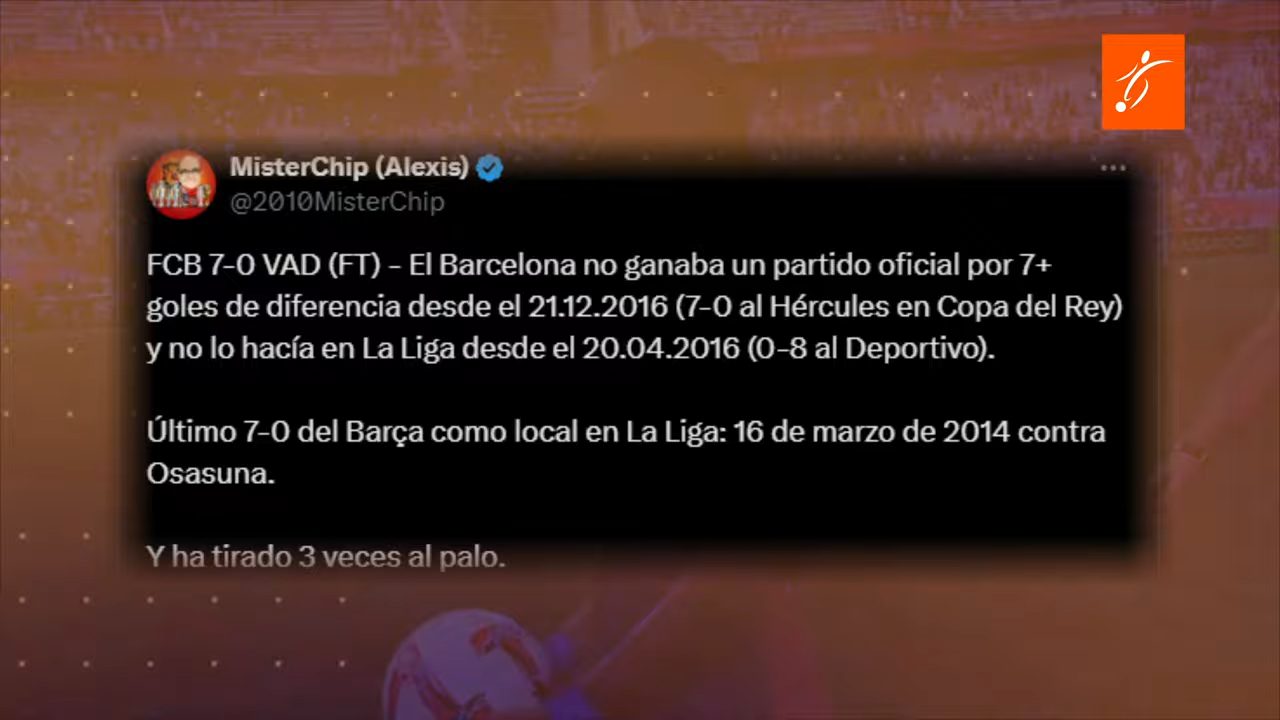 MisterChip (Alexis)
@2010MisterChip
FCB 7-0 VAD (FT) - El Barcelona no ganaba un partido oficial por 7+
goles de diferencia desde el 21.12.2016 (7-0 al Hércules en Copa del Rey)
y no lo hacía en La Liga desde el 20.04.2016 (0-8 al Deportivo).
Último 7-0 del Barça como local en La Liga: 16 de marzo de 2014 contra
Osasuna.
Y ha tirado 3 veces al palo.